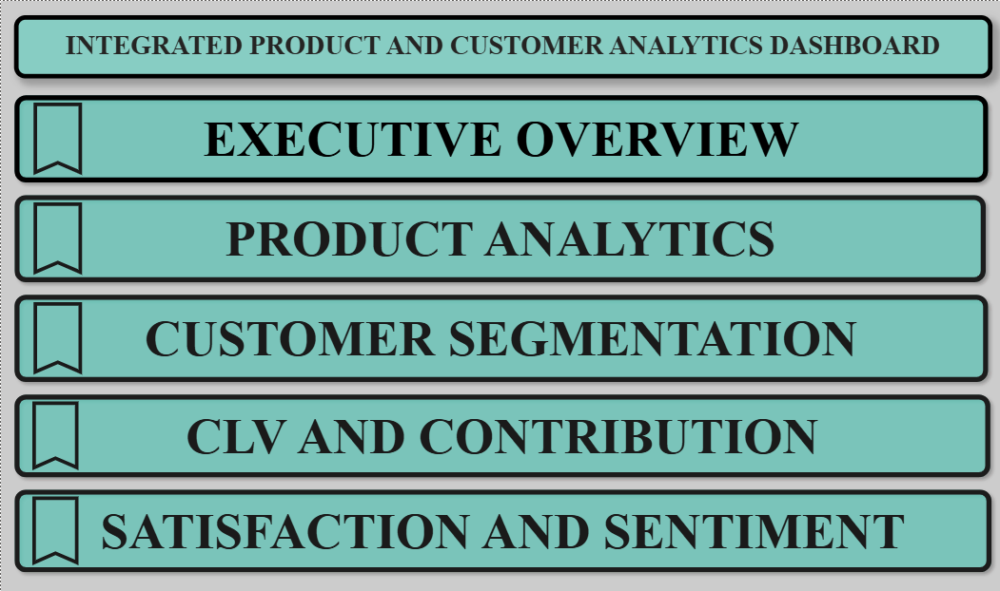 INTEGRATED PRODUCT AND CUSTOMER ANALYTICS DASHBOARD
EXECUTIVE OVERVIEW
PRODUCT ANALYTICS
CUSTOMER SEGMENTATION
CLV AND CONTRIBUTION
SATISFACTION AND SENTIMENT